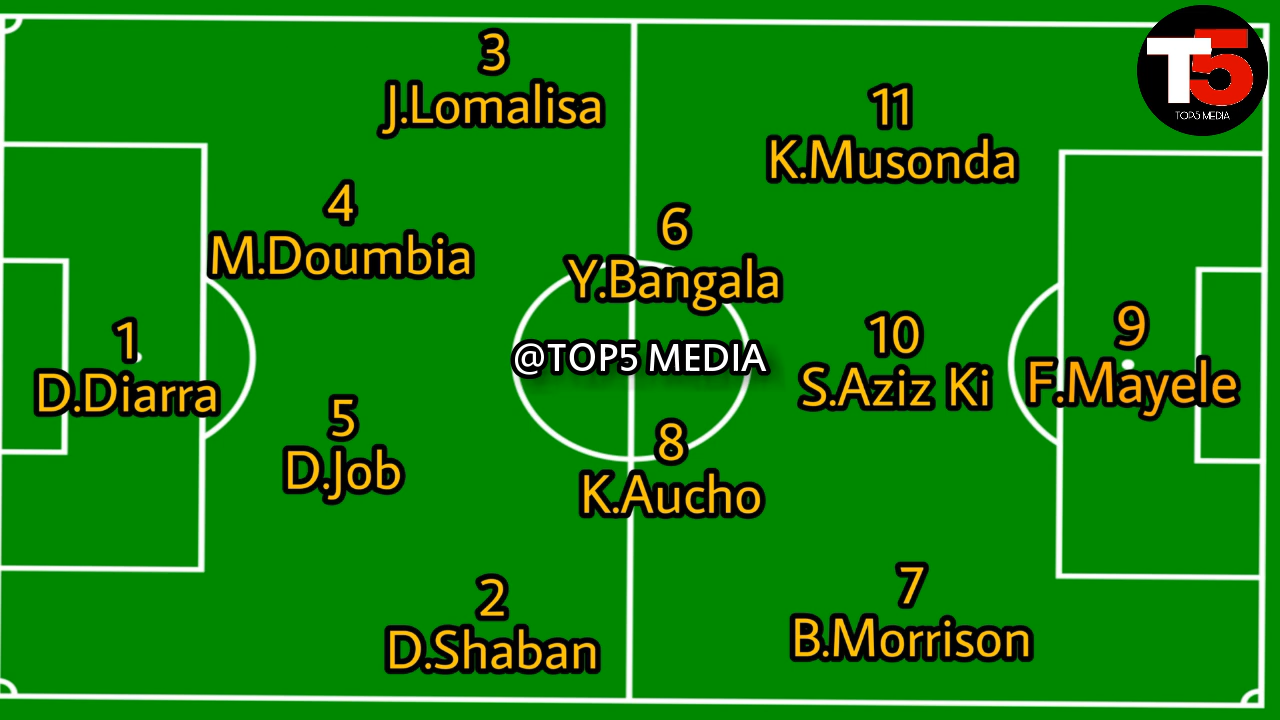 T5
TOP5 MEDIA
3
J.Lomalisa
11
K.Musonda
4
M.Doumbia
6
Y.Bangala
1
D.Diarra
@TOP5 MEDIA
10
S.Aziz Ki
9
F.Mayele
5
D.Job
8
K.Aucho
2
D.Shaban
7
B.Morrison